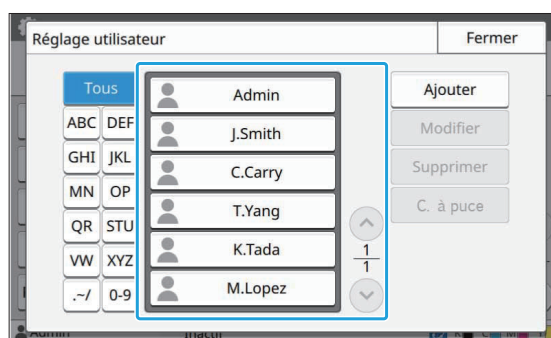 Réglage utilisateur
Fermer
Tous
ABC DEF
GHI JKL
MN OP
QR STU
VW XYZ
.~/ 0-9
Admin
J.Smith
C.Carry
T.Yang
K.Tada
M.Lopez
1
1
Ajouter
Modifier
Supprimer
C. à puce